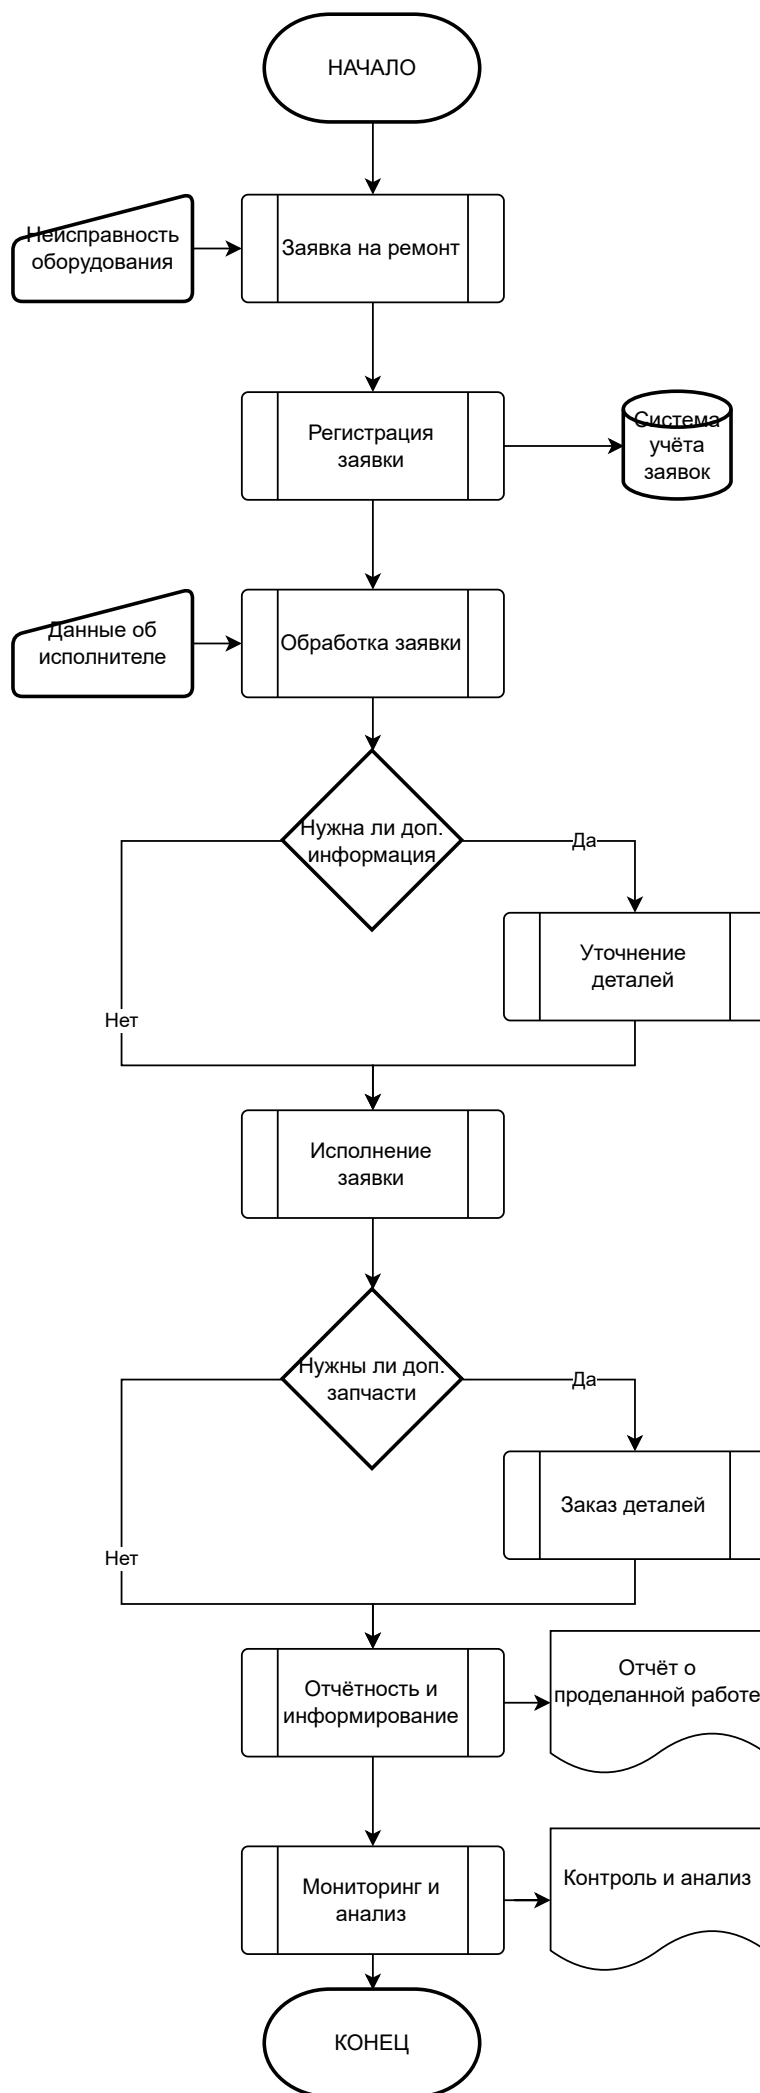 НАЧАЛО
Неисправность
оборудования
Заявка на ремонт
Регистрация
заявки
Система
учёта
заявок
Данные об
исполнителе
Обработка заявки
Нужна ли доп.
информация
Да
Уточнение
деталей
Нет
Исполнение
заявки
Нужны ли доп.
запчасти
Да
Заказ деталей
Нет
Отчётность и
информирование
Отчёт о
проделанной работе
Мониторинг и
анализ
Контроль и анализ
КОНЕЦ